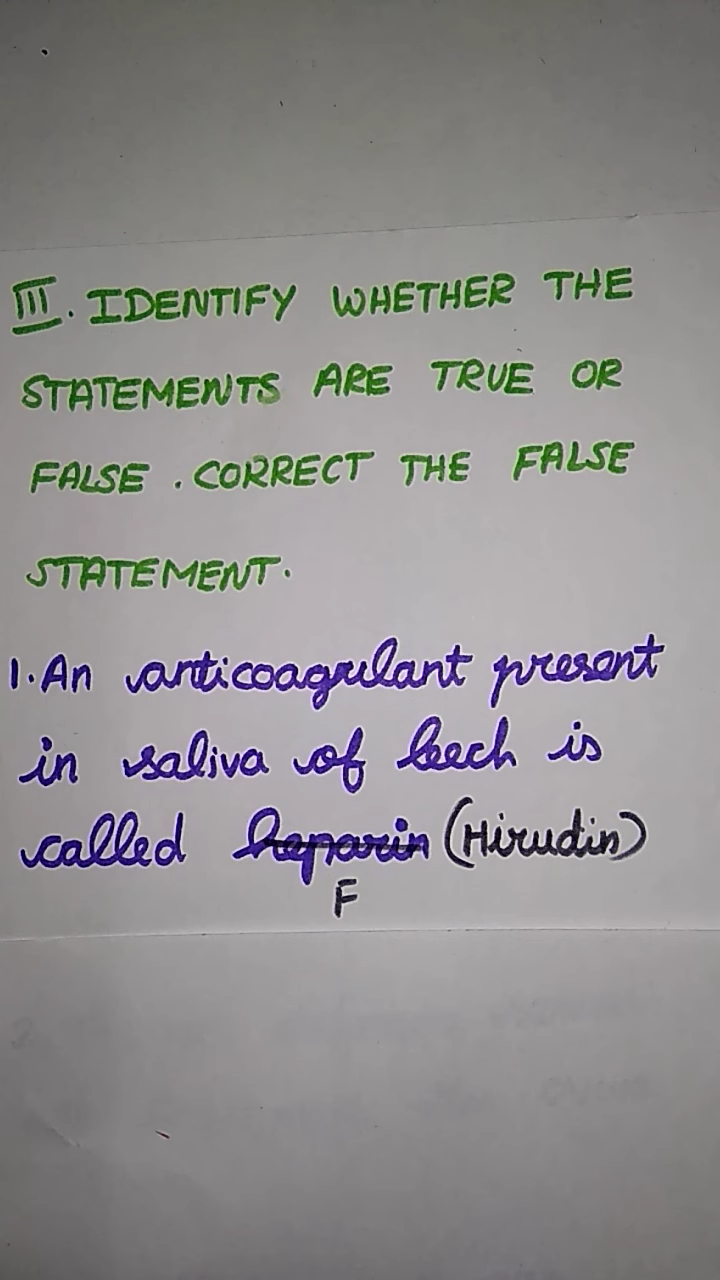 III. IDENTIFY WHETHER THE
STATEMENTS ARE TRUE OR
FALSE . CORRECT THE FALSE
STATEMENT.
1. An anticoagulant present
in saliva of leech is
called heparin (Hirudin)
F